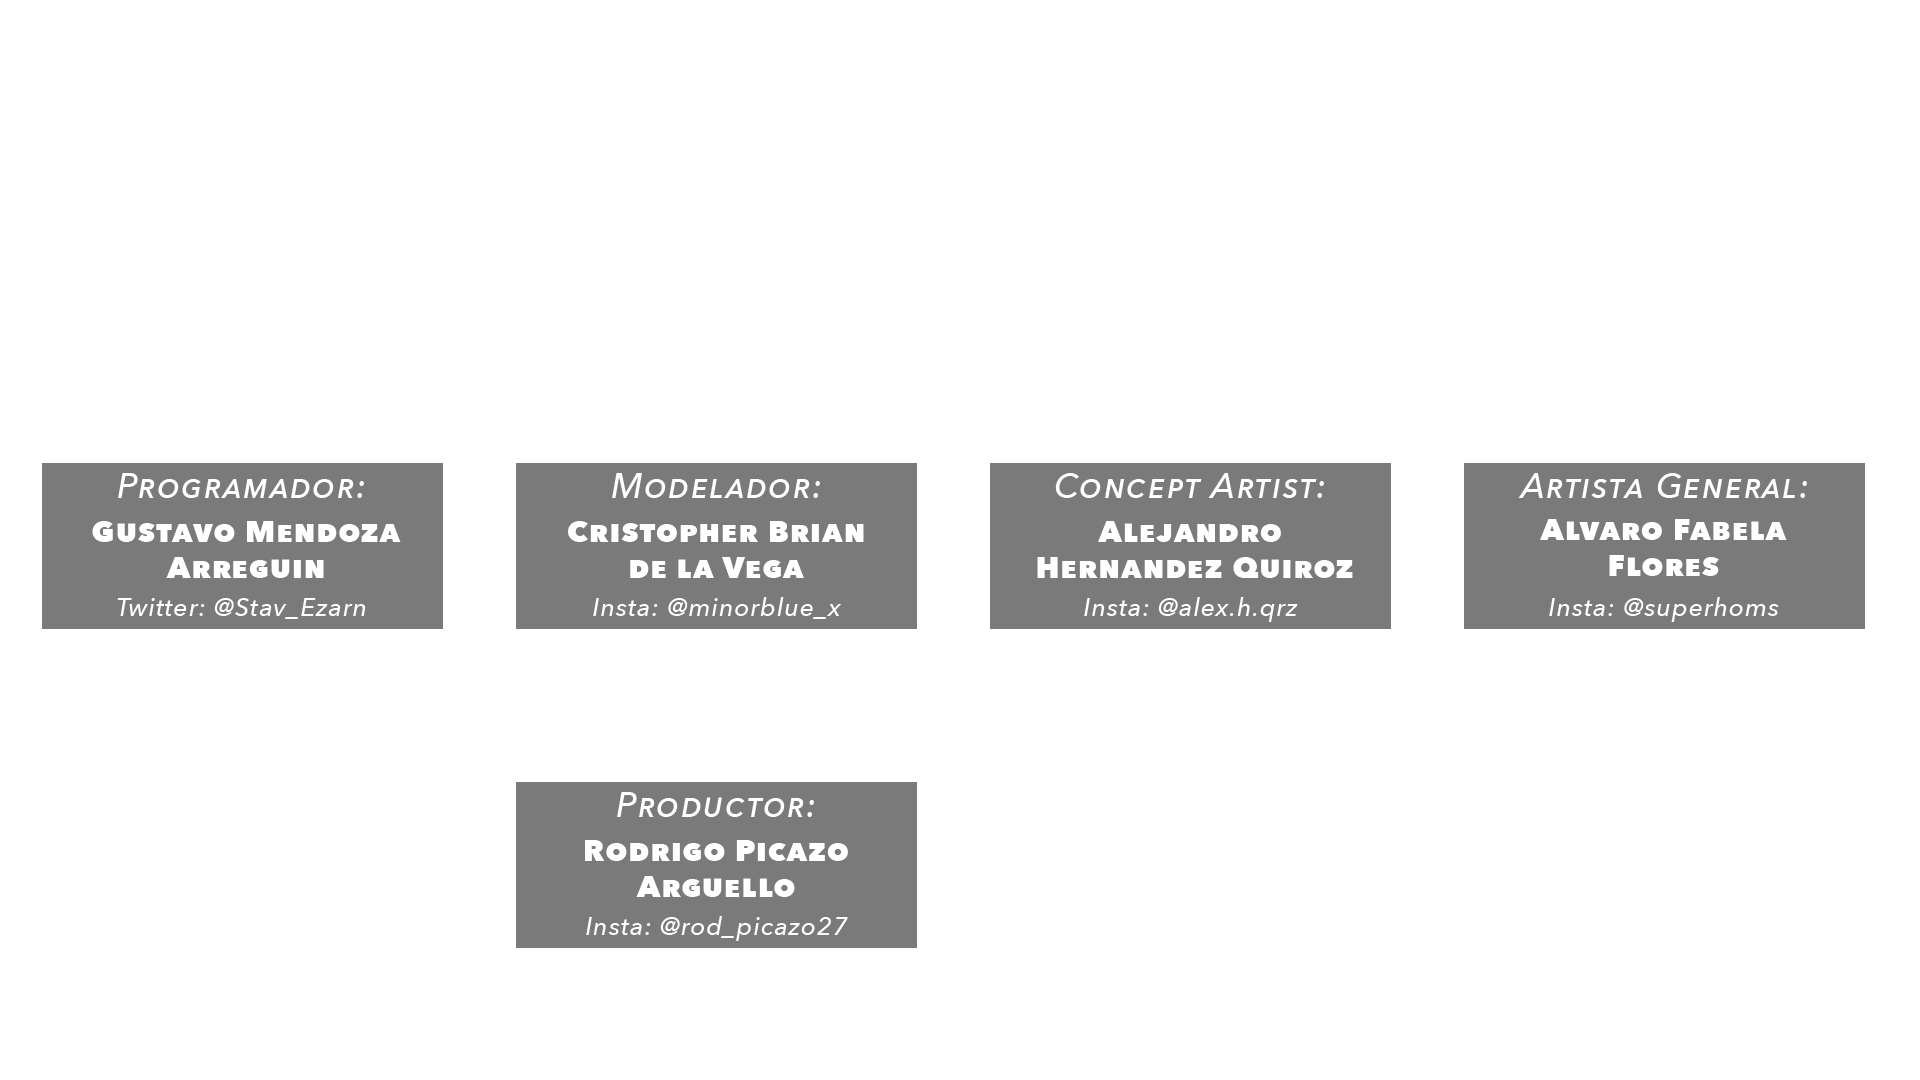 Programador:
Gustavo Mendoza
Arreguin
Twitter: @Stav_Ezarn
Modelador:
Cristopher Brian
de la Vega
Insta: @minorblue_x
Concept Artist:
Alejandro
Hernandez Quiroz
Insta: @alex.h.qrz
Artista General:
Alvaro Fabela
Flores
Insta: @superhoms
Productor:
Rodrigo Picazo
Arguello
Insta: @rod_picazo27